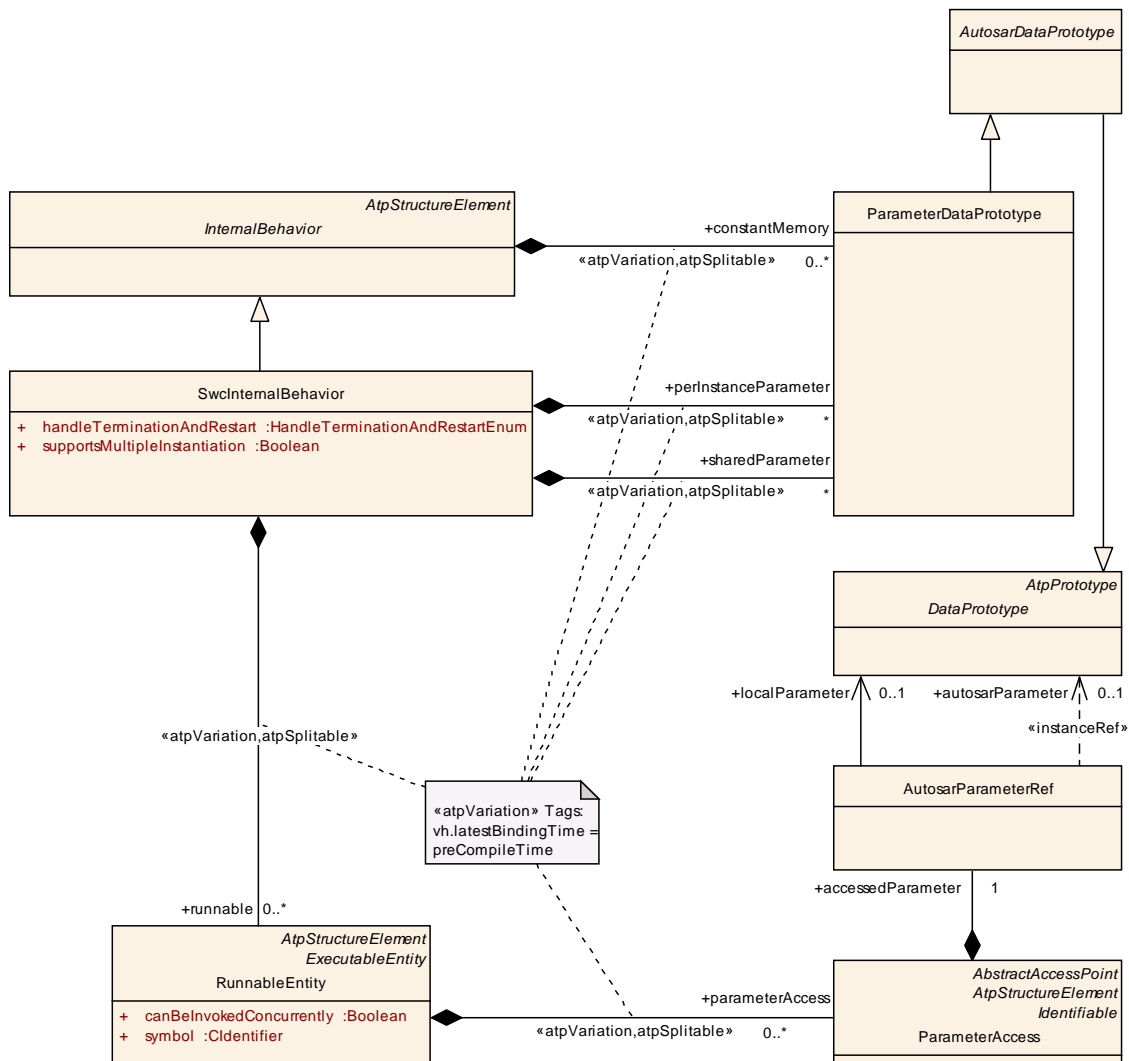 AutosarDataPrototype
AtpStructureElement
InternalBehavior
ParameterDataPrototype
+constantMemory
«atpVariation,atpSplitable» 0..*
SwcInternalBehavior
+ handleTerminationAndRestart :HandleTerminationAndRestartEnum
+ supportsMultipleInstantiation :Boolean
+perInstanceParameter
«atpVariation,atpSplitable» *
+sharedParameter
«atpVariation,atpSplitable» *
AtpPrototype
DataPrototype
+localParameter 0..1 +autosarParameter 0..1
«instanceRef»
«atpVariation,atpSplitable»
AutosarParameterRef
«atpVariation» Tags:
vh.latestBindingTime =
preCompileTime
+accessedParameter 1
+runnable 0..*
AtpStructureElement
ExecutableEntity
RunnableEntity
+ canBeInvokedConcurrently :Boolean
+ symbol :CIdentifier
+parameterAccess
«atpVariation,atpSplitable» 0..*
AbstractAccessPoint
AtpStructureElement
Identifiable
ParameterAccess